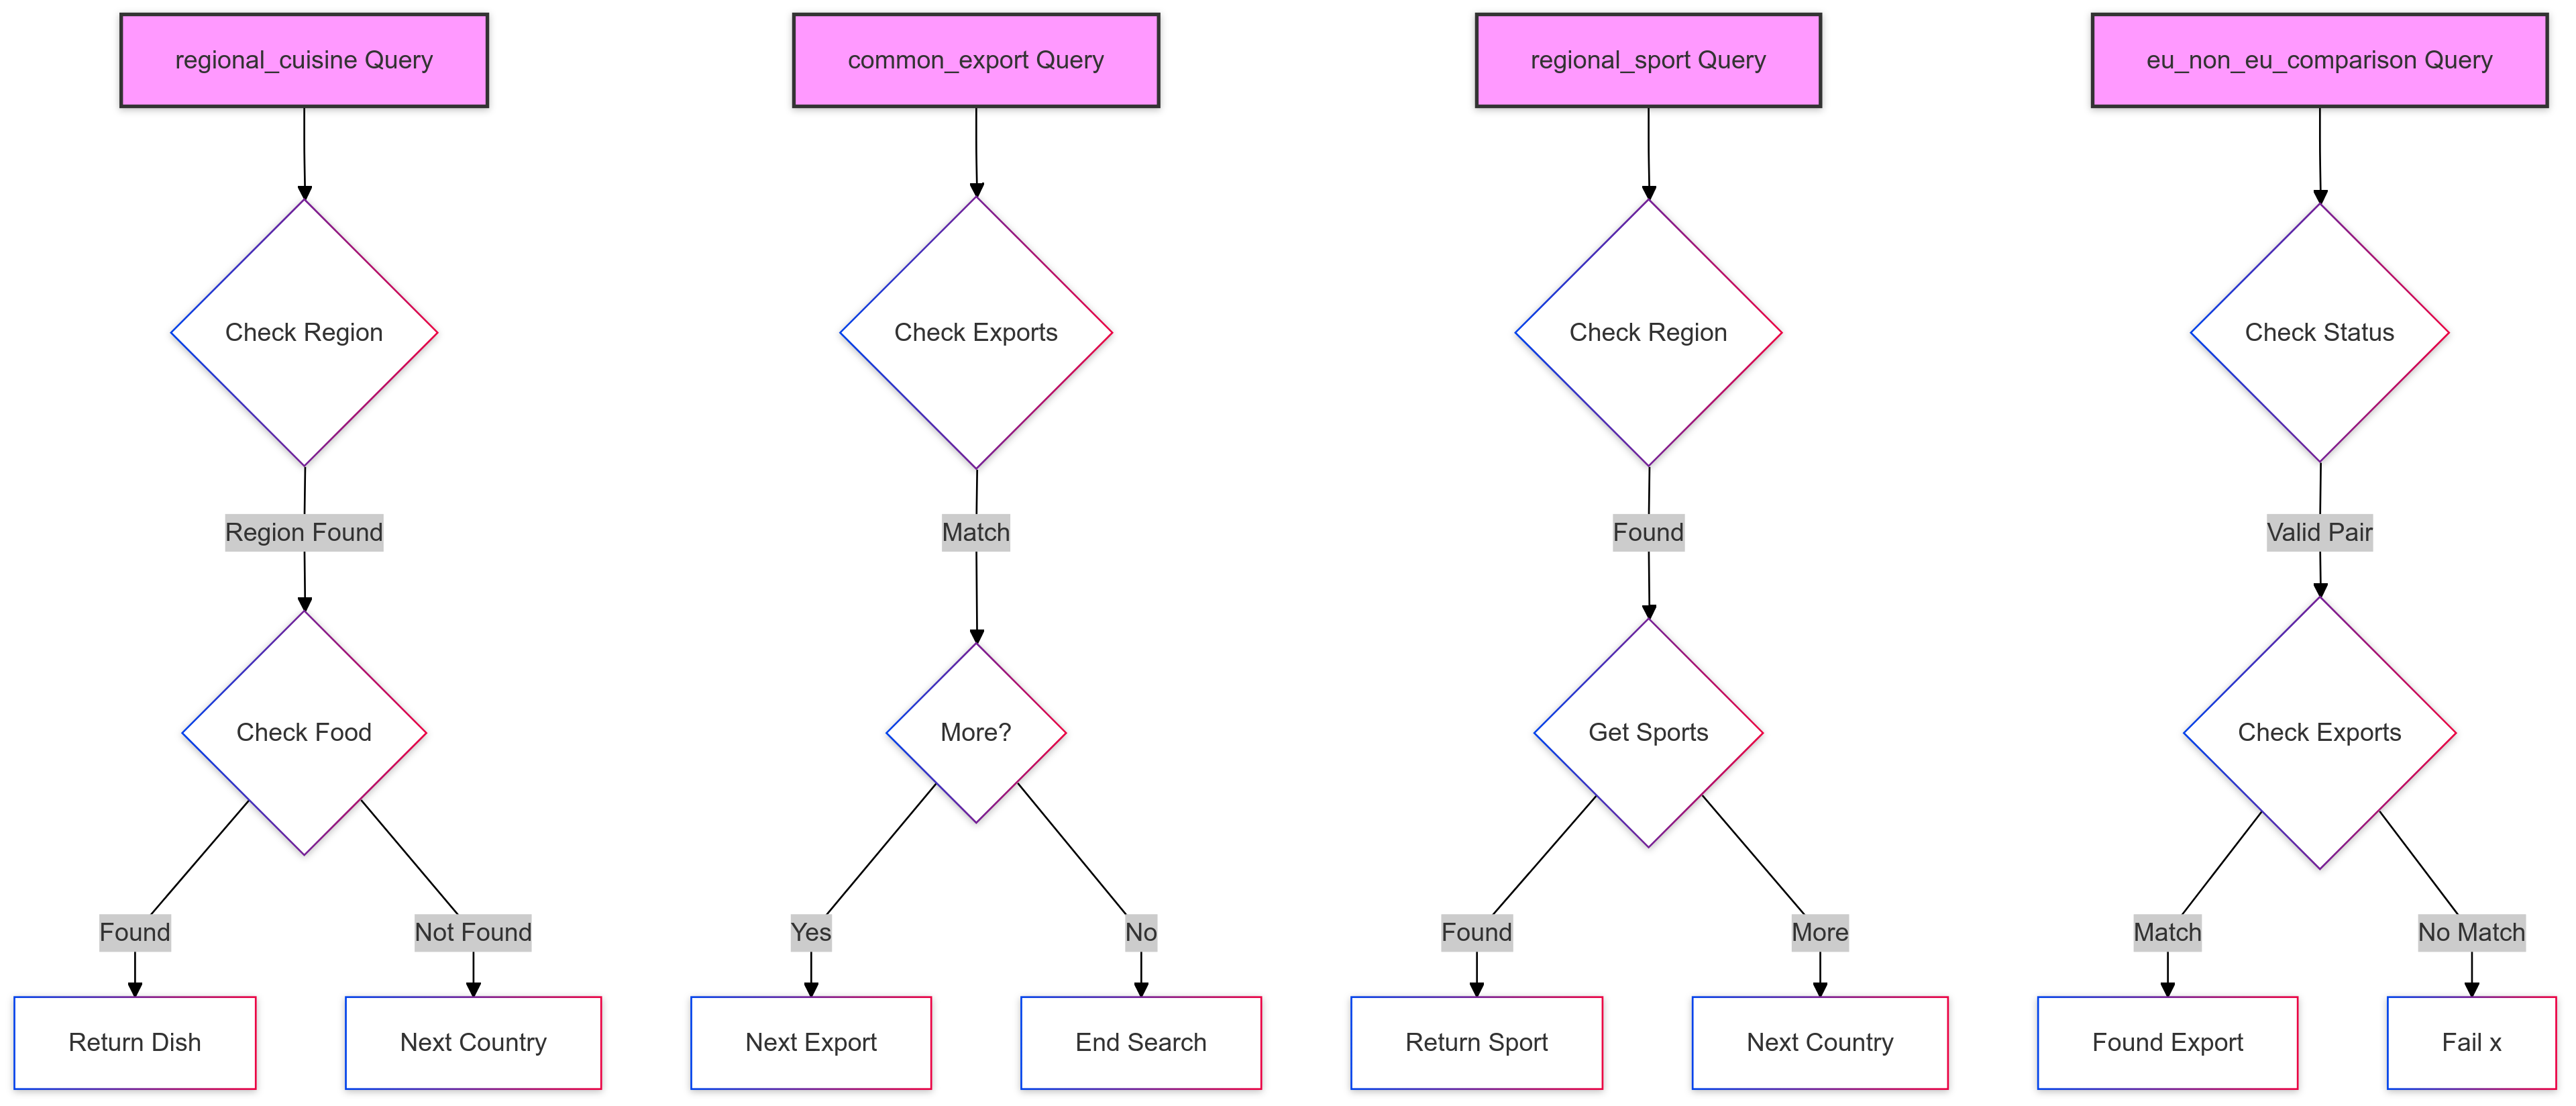 regional_cuisine Query
common_export Query
regional_sport Query
eu_non_eu_comparison Query
Check Region
Check Exports
Check Region
Check Status
Region Found
Match
Found
Valid Pair
Check Food
More?
Get Sports
Check Exports
Found
Not Found
Yes
No
Found
More
Match
No Match
Return Dish
Next Country
Next Export
End Search
Return Sport
Next Country
Found Export
Fail x